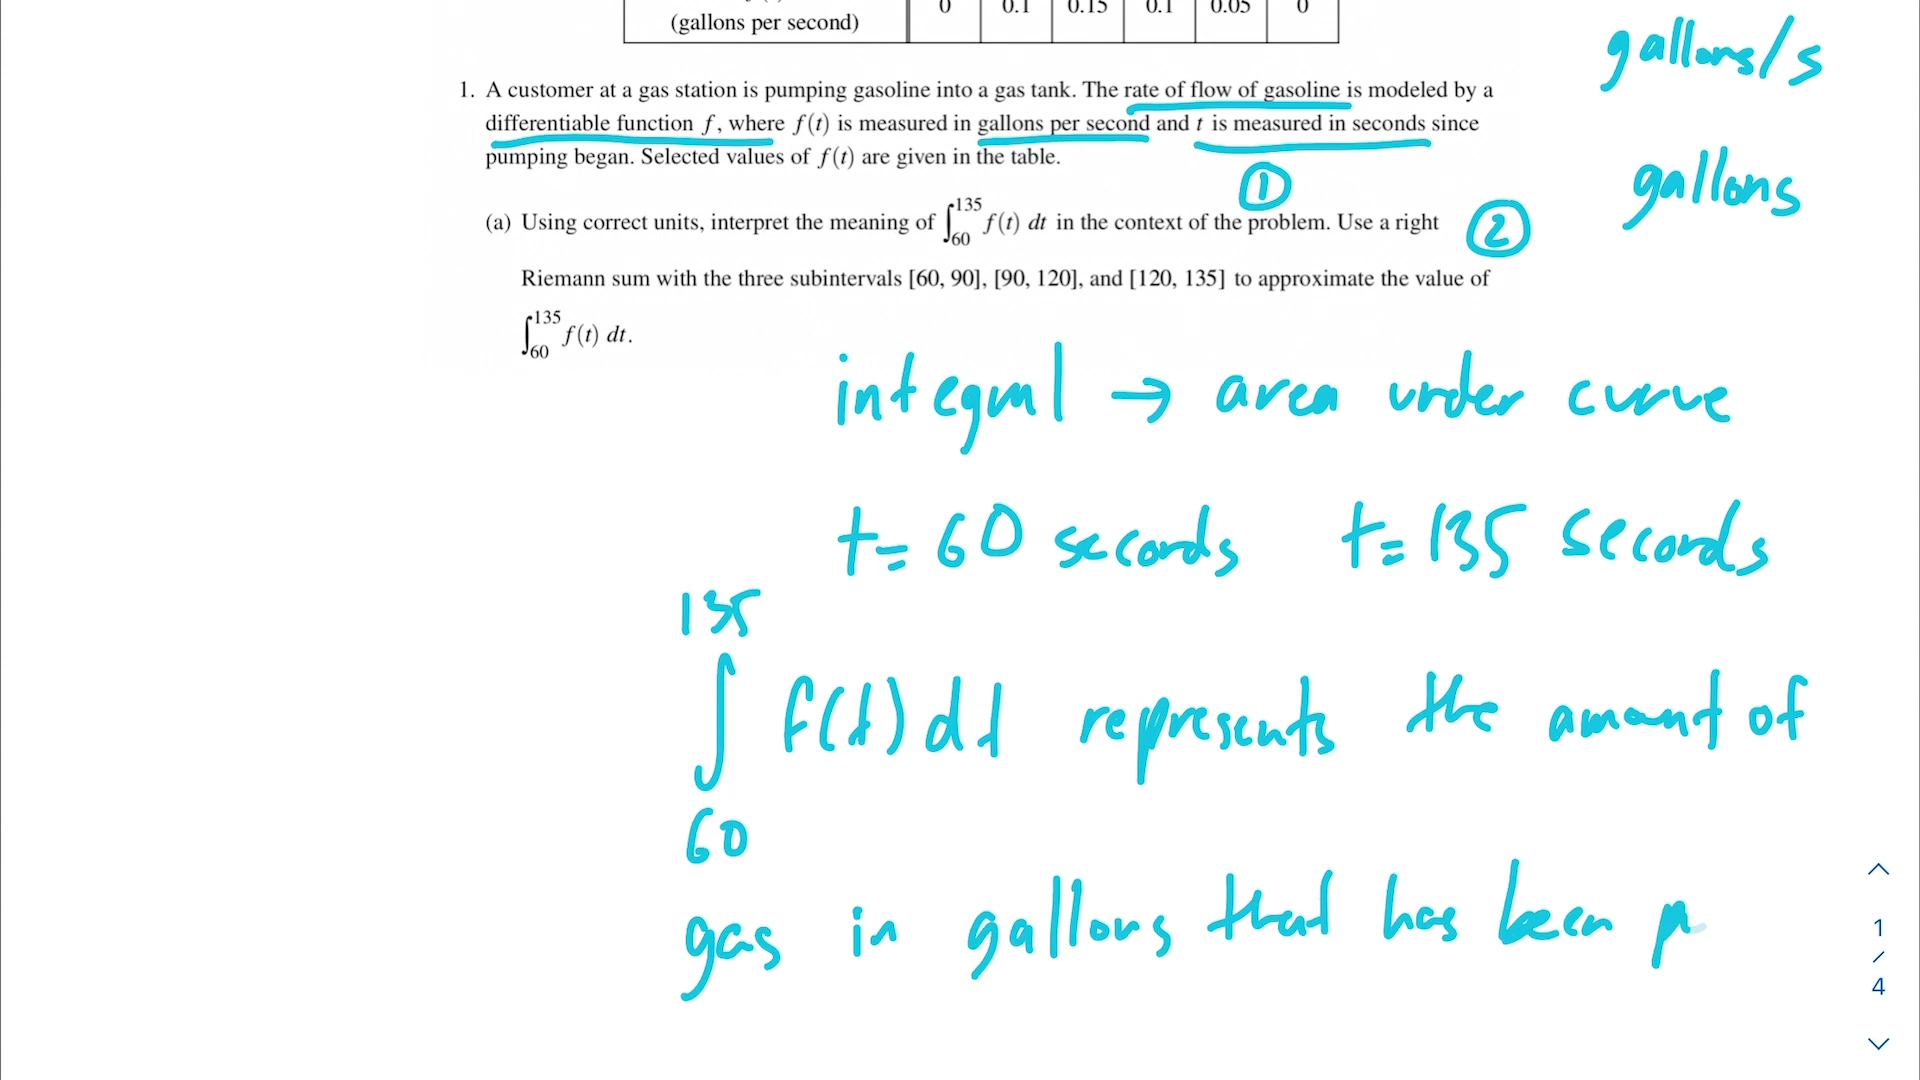 (gallons per second) 0 0.1 0.15 0.1 0.05 0
gallons/s
1. A customer at a gas station is pumping gasoline into a gas tank. The rate of flow of gasoline is modeled by a
differentiable function f, where f(t) is measured in gallons per second and t is measured in seconds since
pumping began. Selected values of f(t) are given in the table.
gallons
①
(a) Using correct units, interpret the meaning of ∫₆₀¹³⁵ f(t) dt in the context of the problem. Use a right
②
Riemann sum with the three subintervals [60, 90], [90, 120], and [120, 135] to approximate the value of
∫₆₀¹³⁵ f(t) dt.
integral → area under curve
t=60 seconds t=135 seconds
∫₆₀¹³⁵ f(t)dt represents the amount of
gas in gallons that has been p
1
/
4